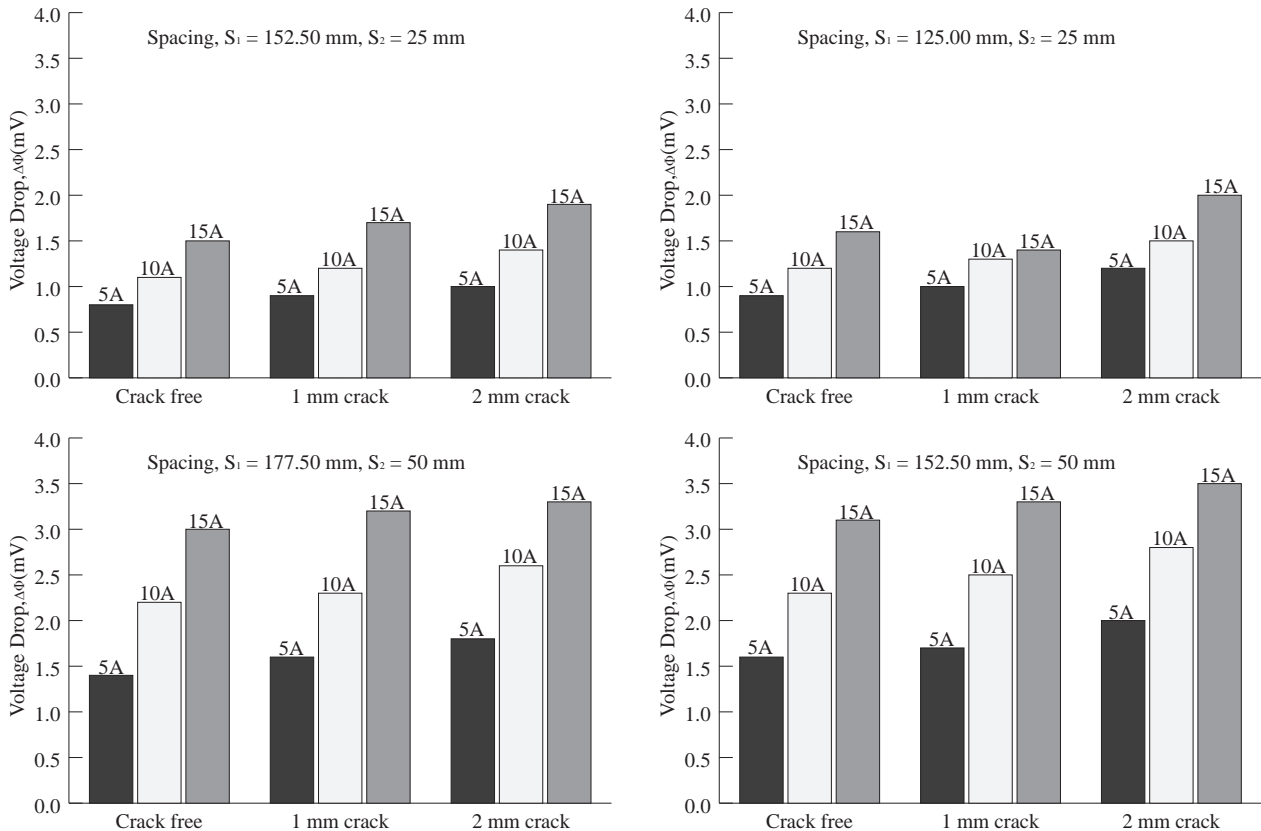 Spacing, S₁ = 152.50 mm, S₂ = 25 mm
Voltage Drop,ΔΦ(mV)
4.0
3.5
3.0
2.5
2.0
1.5
1.0
0.5
0.0
5A 10A 15A
5A 10A 15A
5A 10A 15A
Crack free 1 mm crack 2 mm crack
Spacing, S₁ = 125.00 mm, S₂ = 25 mm
Voltage Drop,ΔΦ(mV)
4.0
3.5
3.0
2.5
2.0
1.5
1.0
0.5
0.0
5A 10A 15A
5A 10A 15A
5A 10A 15A
Crack free 1 mm crack 2 mm crack
Spacing, S₁ = 177.50 mm, S₂ = 50 mm
Voltage Drop,ΔΦ(mV)
4.0
3.5
3.0
2.5
2.0
1.5
1.0
0.5
0.0
5A 10A 15A
5A 10A 15A
5A 10A 15A
Crack free 1 mm crack 2 mm crack
Spacing, S₁ = 152.50 mm, S₂ = 50 mm
Voltage Drop,ΔΦ(mV)
4.0
3.5
3.0
2.5
2.0
1.5
1.0
0.5
0.0
5A 10A 15A
5A 10A 15A
5A 10A 15A
Crack free 1 mm crack 2 mm crack